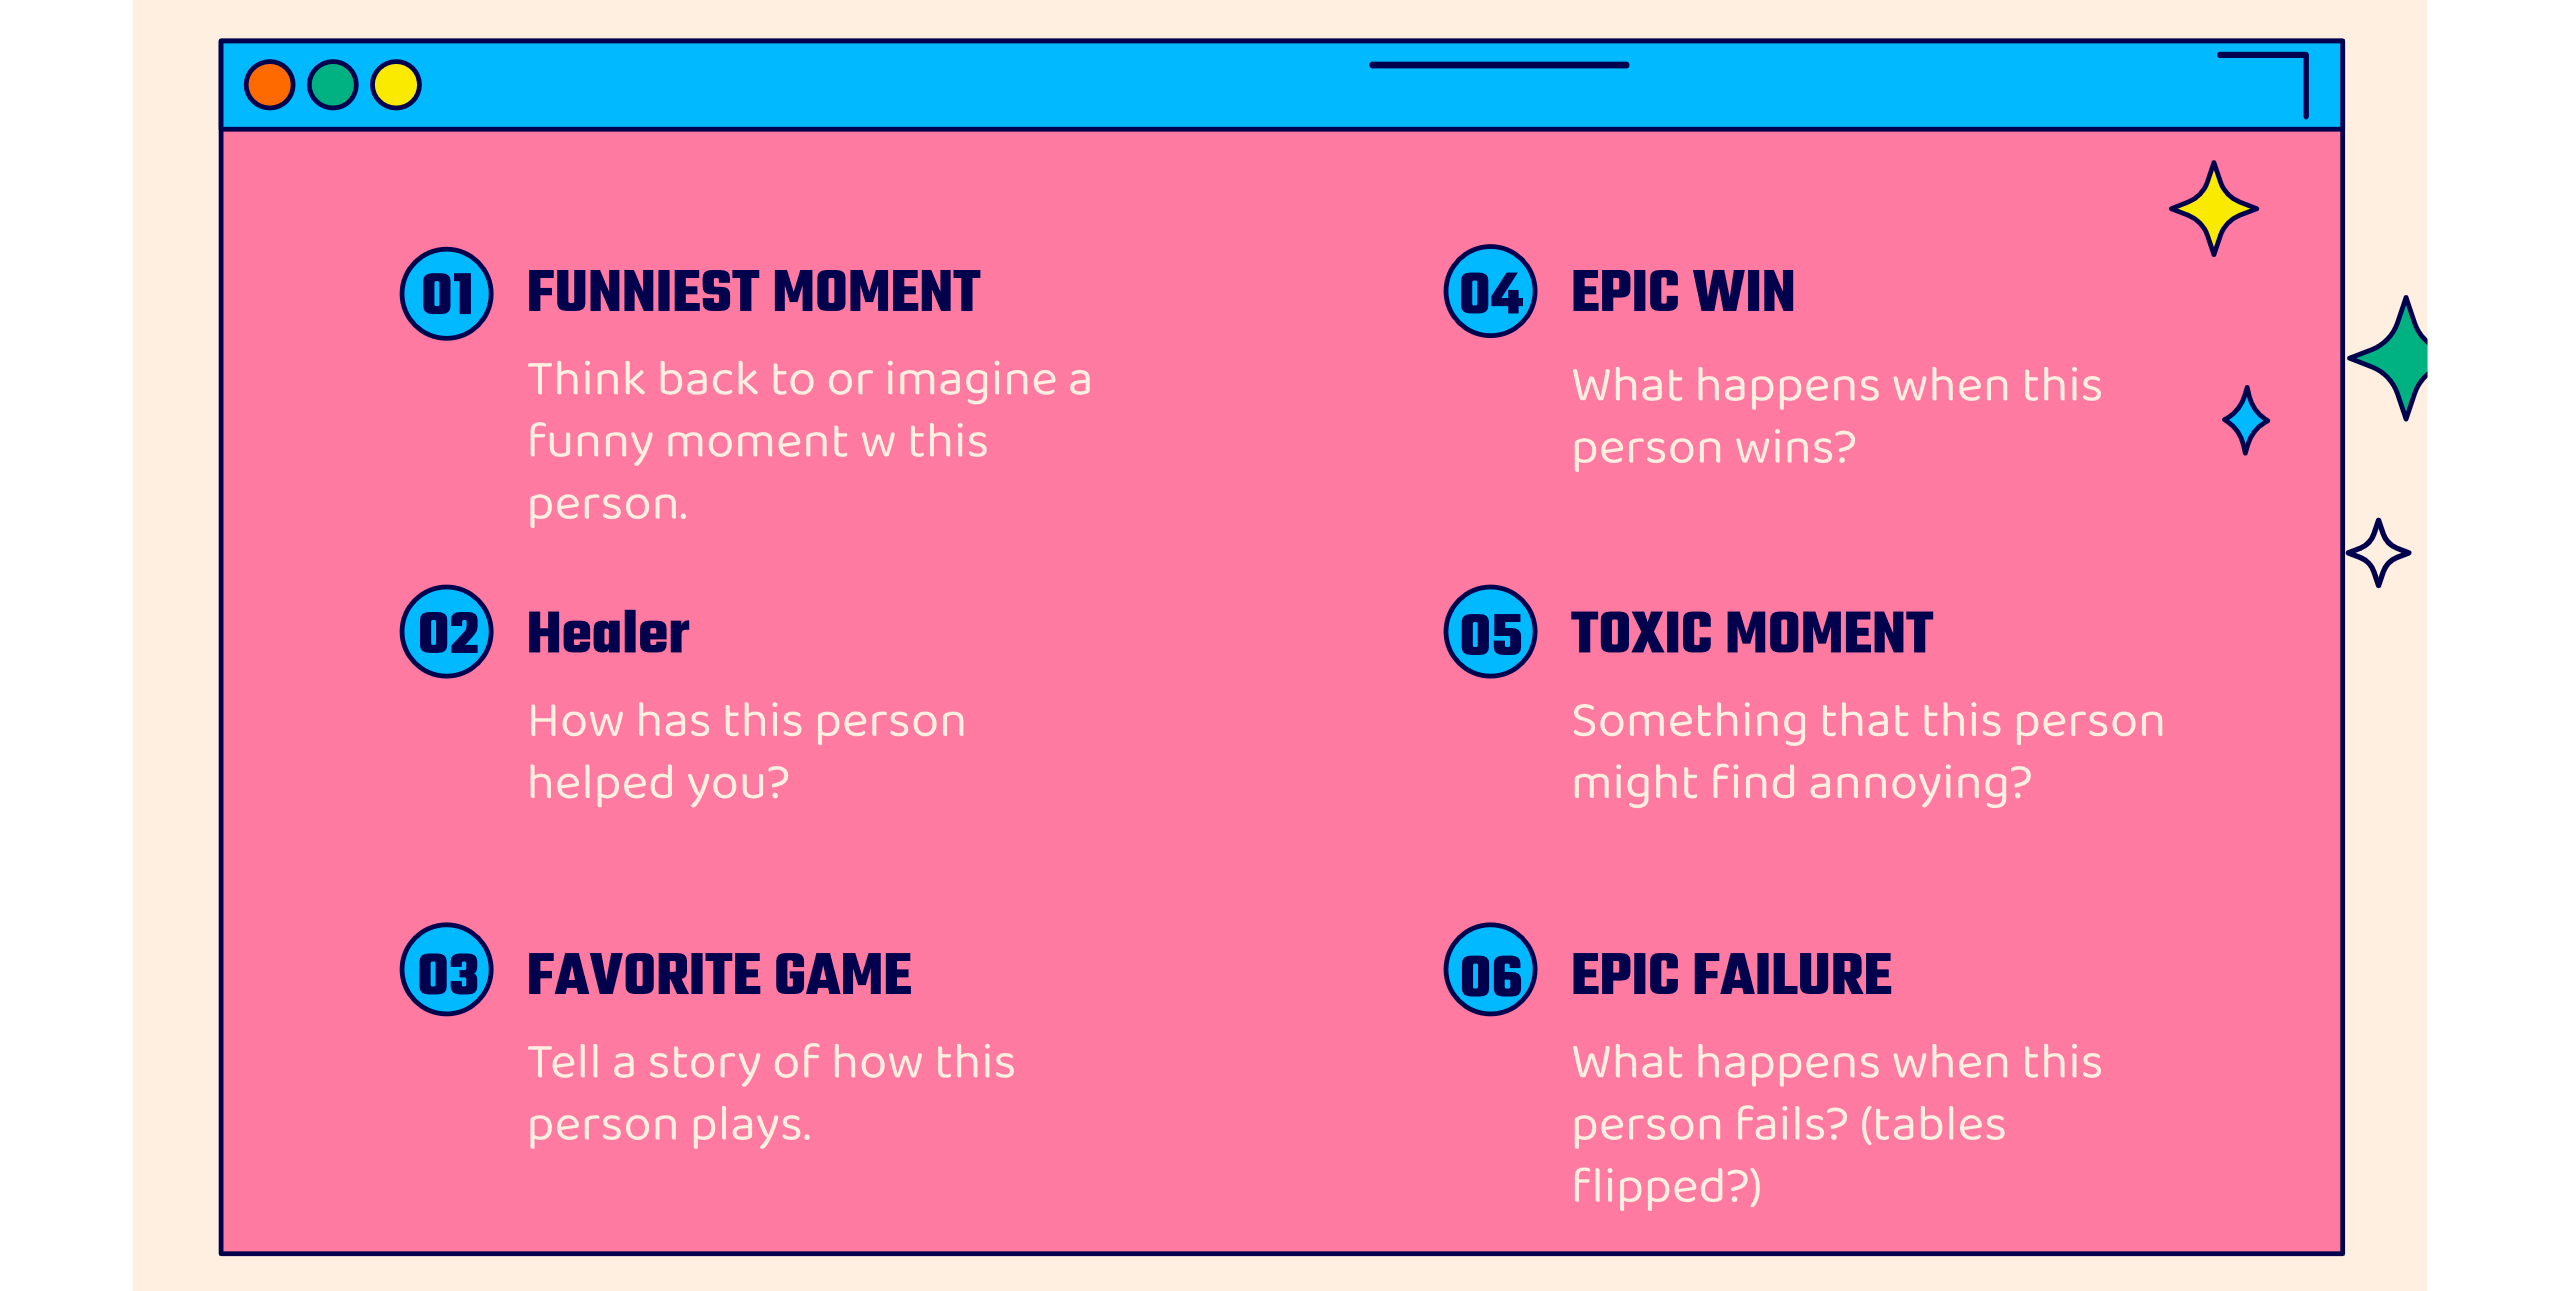 01
FUNNIEST MOMENT
Think back to or imagine a
funny moment w this
person.
02
Healer
How has this person
helped you?
03
FAVORITE GAME
Tell a story of how this
person plays.
04
EPIC WIN
What happens when this
person wins?
05
TOXIC MOMENT
Something that this person
might find annoying?
06
EPIC FAILURE
What happens when this
person fails? (tables
flipped?)